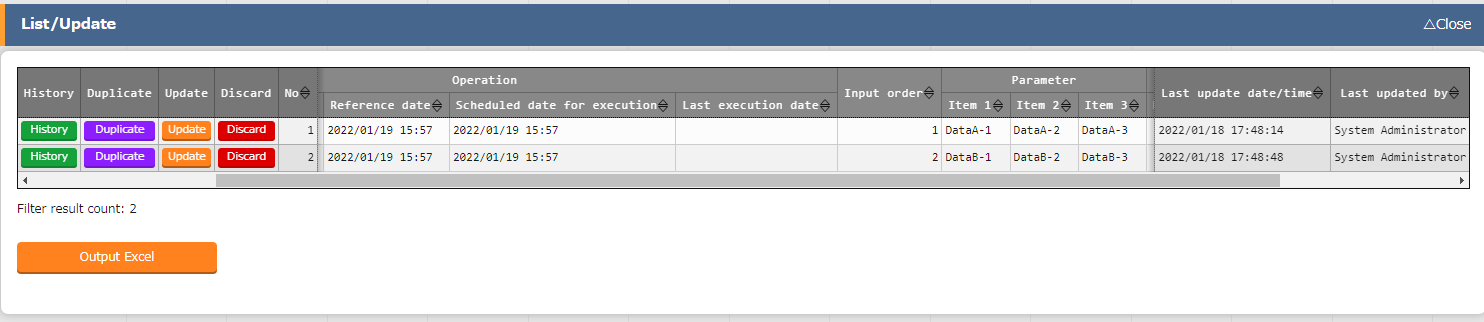 List/Update △Close
Operation Parameter
History Duplicate Update Discard No Input order Last update date/time Last updated by
Reference date Scheduled date for execution Last execution date Item 1 Item 2 Item 3
History Duplicate Update Discard 1 2022/01/19 15:57 2022/01/19 15:57 1 DataA-1 DataA-2 DataA-3 2022/01/18 17:48:14 System Administrator
History Duplicate Update Discard 2 2022/01/19 15:57 2022/01/19 15:57 2 DataB-1 DataB-2 DataB-3 2022/01/18 17:48:48 System Administrator
Filter result count: 2
Output Excel